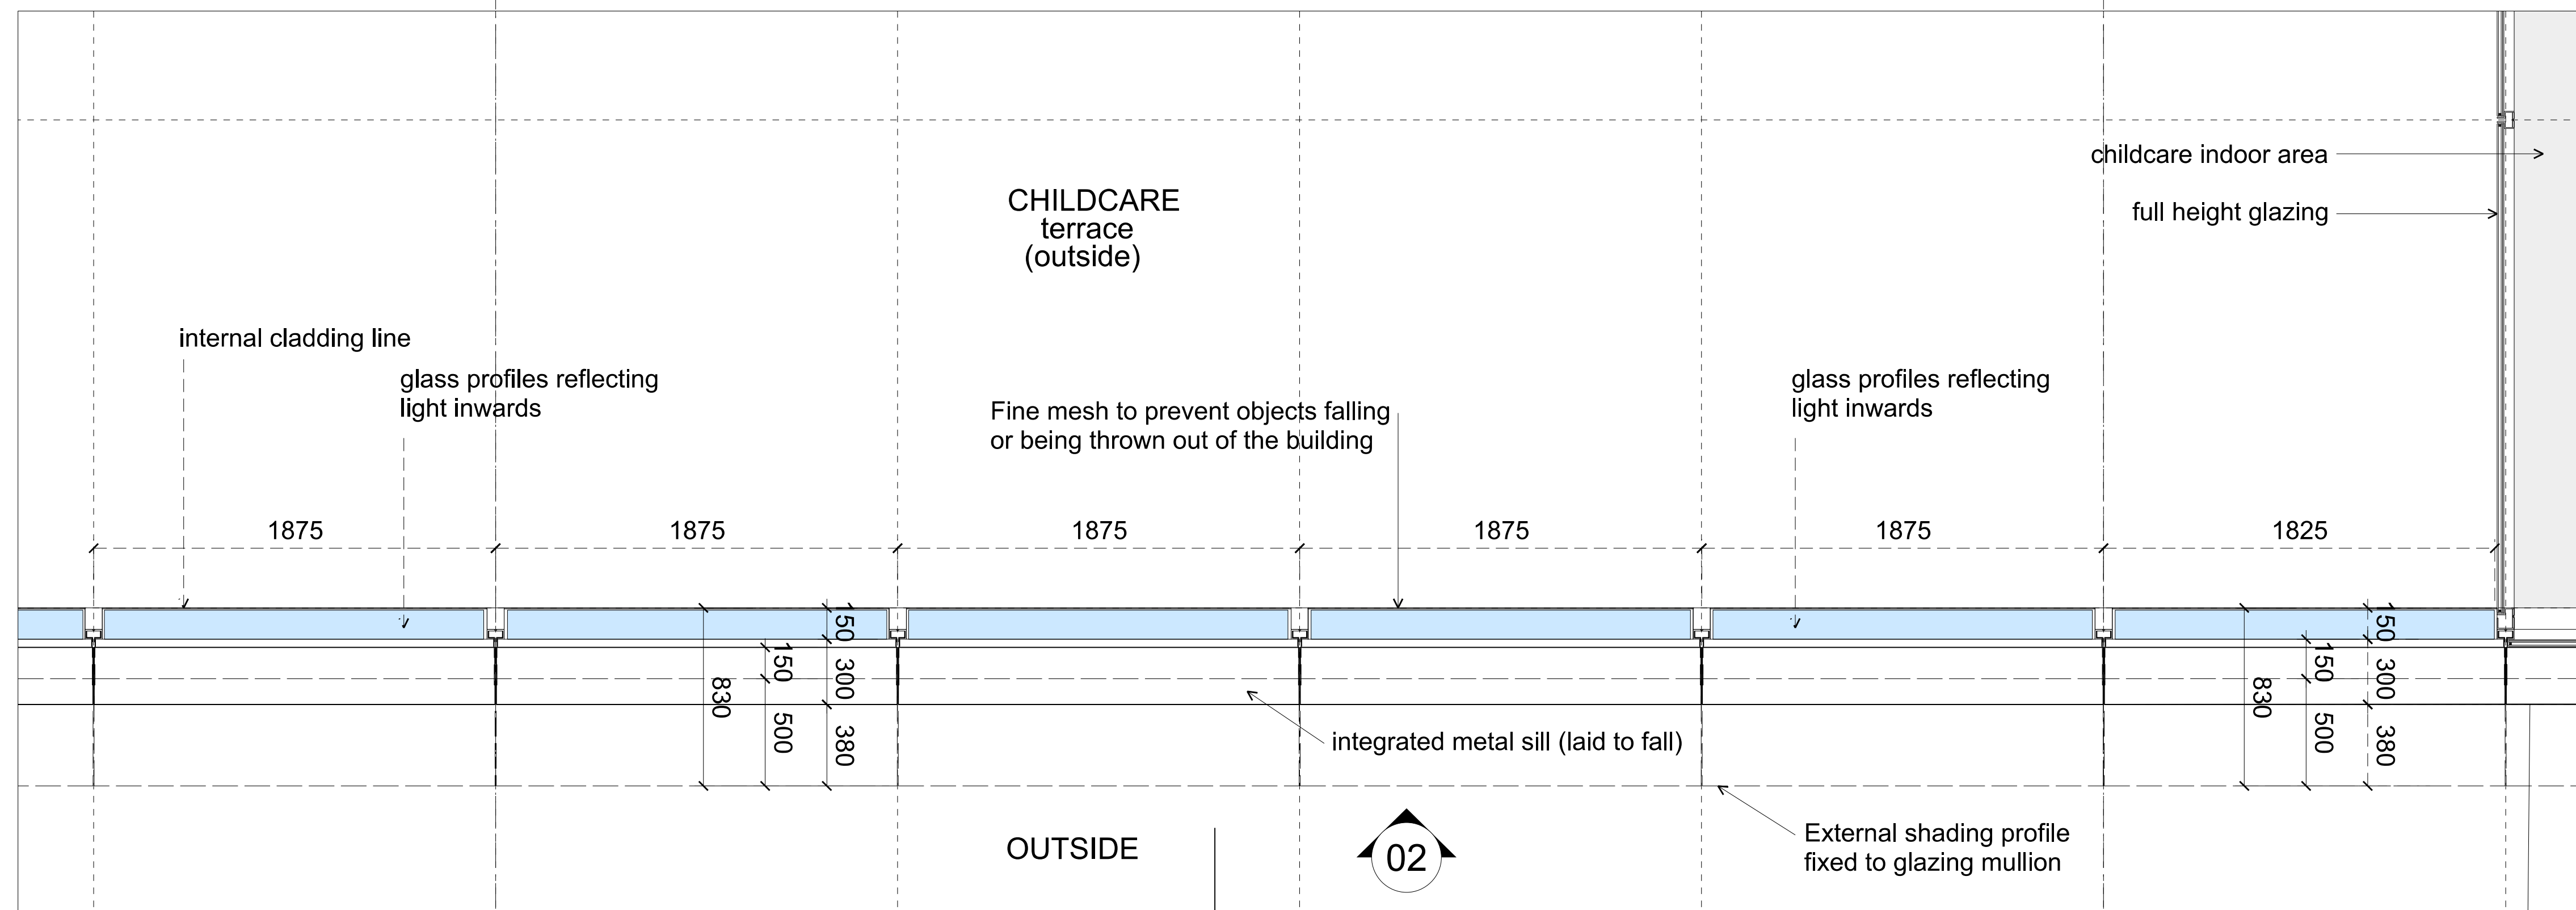 childcare indoor area
full height glazing
CHILDCARE
terrace
(outside)
internal cladding line
glass profiles reflecting
light inwards
Fine mesh to prevent objects falling
or being thrown out of the building
glass profiles reflecting
light inwards
1875
1875
1875
1875
1875
1825
830
150
500
150
300
380
830
150
500
150
300
380
integrated metal sill (laid to fall)
OUTSIDE
02
External shading profile
fixed to glazing mullion